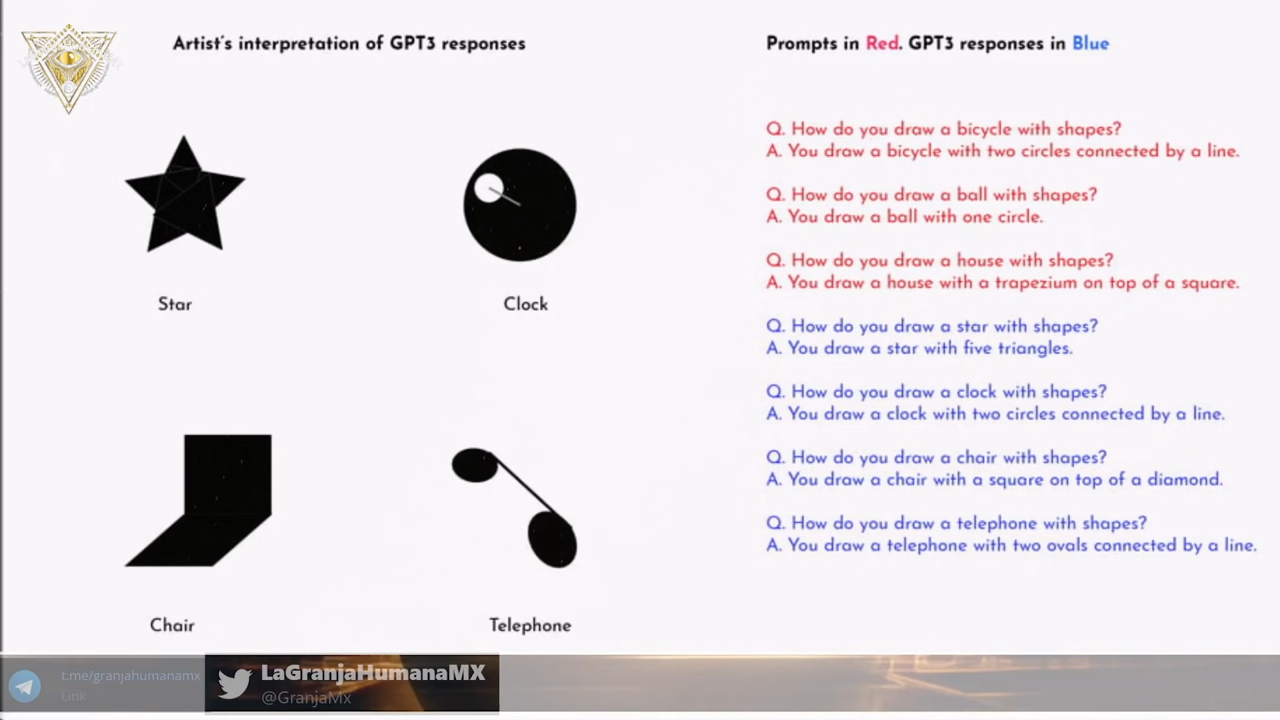 Artist's interpretation of GPT3 responses
Prompts in Red. GPT3 responses in Blue
Star
Clock
Chair
Telephone
Q. How do you draw a bicycle with shapes?
A. You draw a bicycle with two circles connected by a line.
Q. How do you draw a ball with shapes?
A. You draw a ball with one circle.
Q. How do you draw a house with shapes?
A. You draw a house with a trapezium on top of a square.
Q. How do you draw a star with shapes?
A. You draw a star with five triangles.
Q. How do you draw a clock with shapes?
A. You draw a clock with two circles connected by a line.
Q. How do you draw a chair with shapes?
A. You draw a chair with a square on top of a diamond.
Q. How do you draw a telephone with shapes?
A. You draw a telephone with two ovals connected by a line.
t.me/granjahumanamx
Link
LaGranjaHumanaMX
@GranjaMx